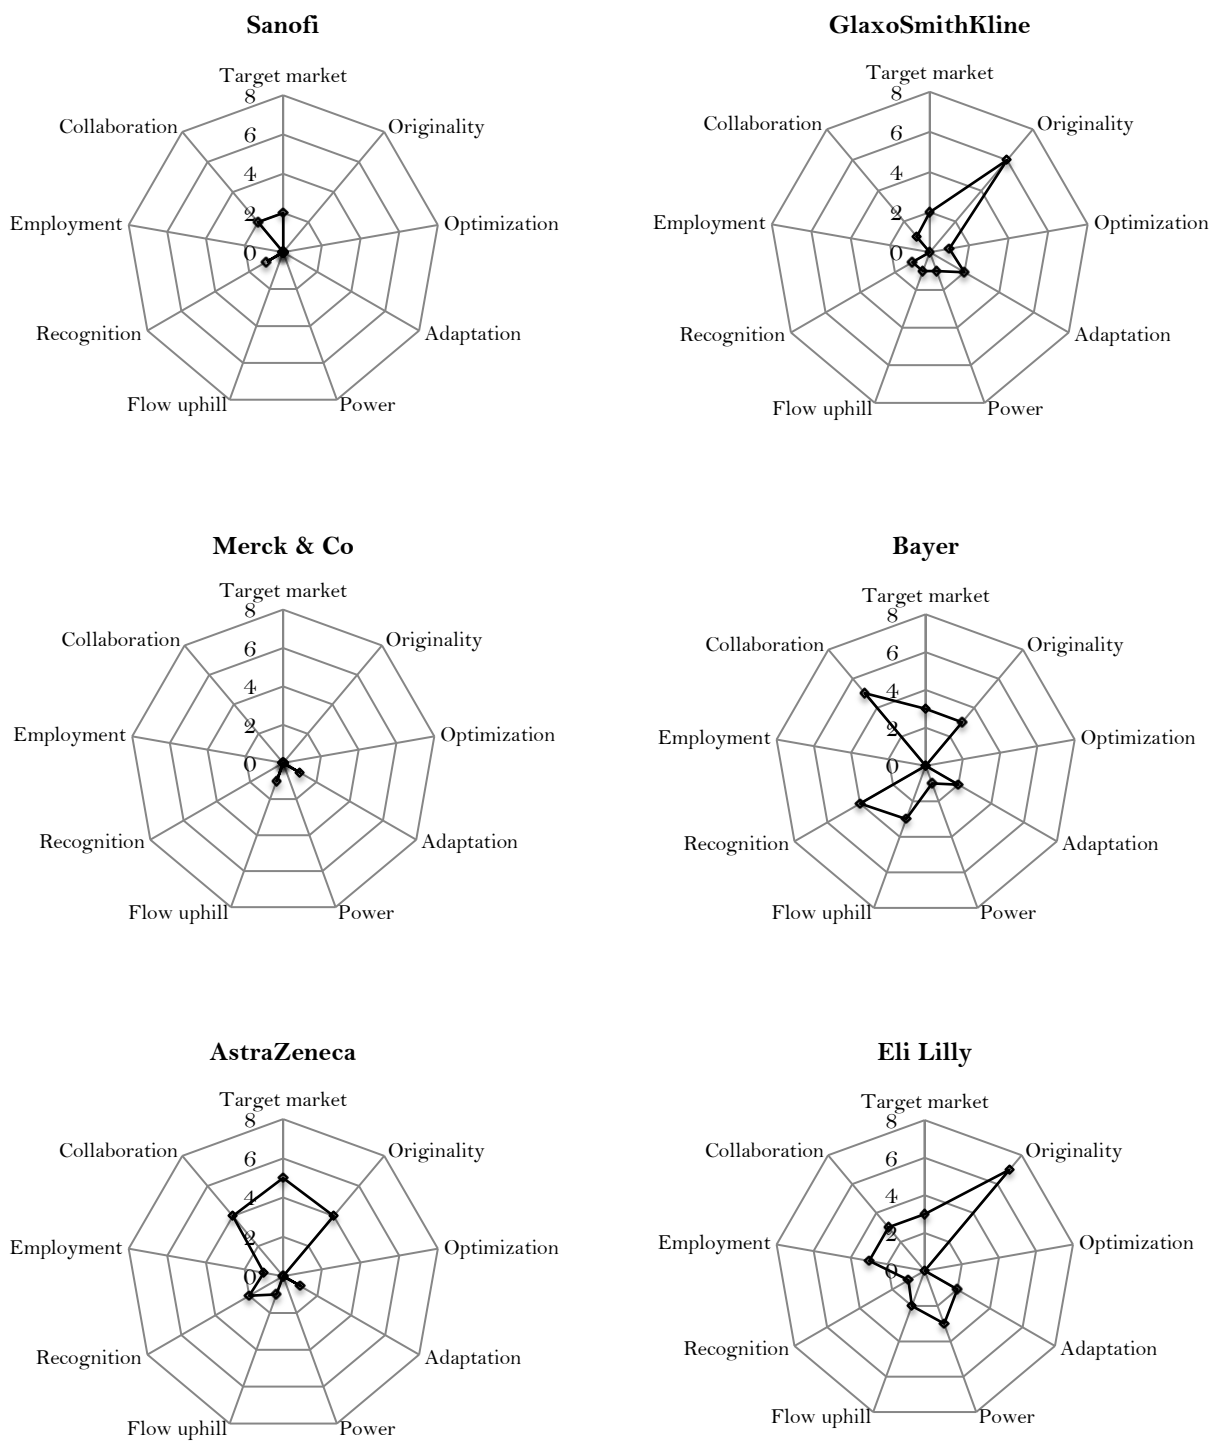 Sanofi
Target market
8
Collaboration
Originality
6
4
Employment
2
Optimization
0
Recognition
Adaptation
Flow uphill
Power
GlaxoSmithKline
Target market
8
Collaboration
Originality
6
4
Employment
2
Optimization
0
Recognition
Adaptation
Flow uphill
Power
Merck & Co
Target market
8
Collaboration
Originality
6
4
Employment
2
Optimization
0
Recognition
Adaptation
Flow uphill
Power
Bayer
Target market
8
Collaboration
Originality
6
4
Employment
2
Optimization
0
Recognition
Adaptation
Flow uphill
Power
AstraZeneca
Target market
8
Collaboration
Originality
6
4
Employment
2
Optimization
0
Recognition
Adaptation
Flow uphill
Power
Eli Lilly
Target market
8
Collaboration
Originality
6
4
Employment
2
Optimization
0
Recognition
Adaptation
Flow uphill
Power